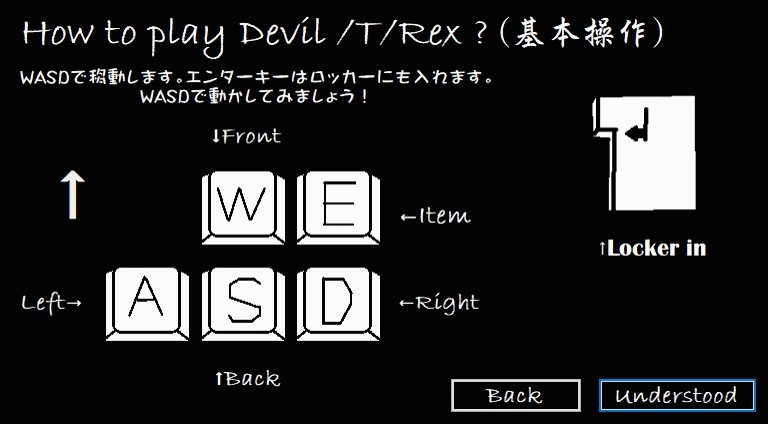 How to play Devil /T/Rex ? (基本操作)
WASDで移動します。エンターキーはロッカーにも入れます。
WASDで動かしてみましょう！
↓Front
↑
W E
←Item
↑Locker in
Left→
A S D
←Right
↑Back
Back
Understood